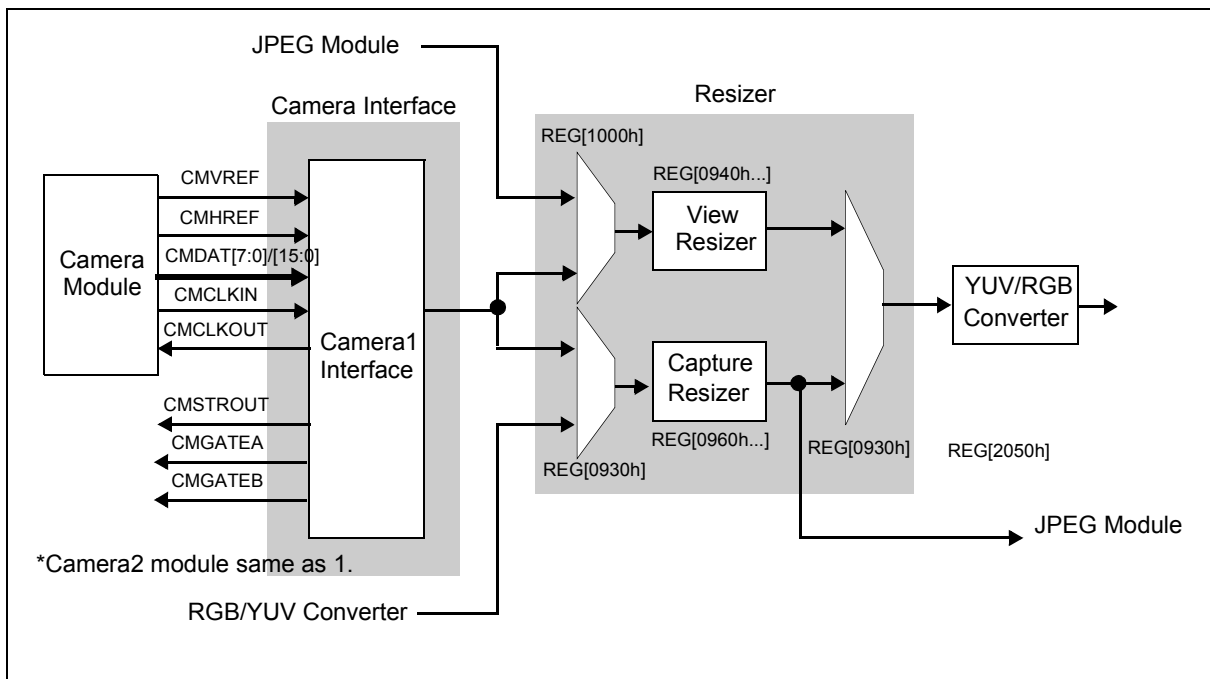 JPEG Module
Camera Interface
Resizer
REG[1000h]
REG[0940h...]
CMVREF
CMHREF
CMDAT[7:0]/[15:0]
CMCLKIN
CMCLKOUT
Camera
Module
View
Resizer
Camera1
Interface
YUV/RGB
Converter
Capture
Resizer
CMSTROUT
CMGATEA
CMGATEB
REG[0960h...]
REG[0930h]
REG[0930h]
REG[2050h]
JPEG Module
*Camera2 module same as 1.
RGB/YUV Converter